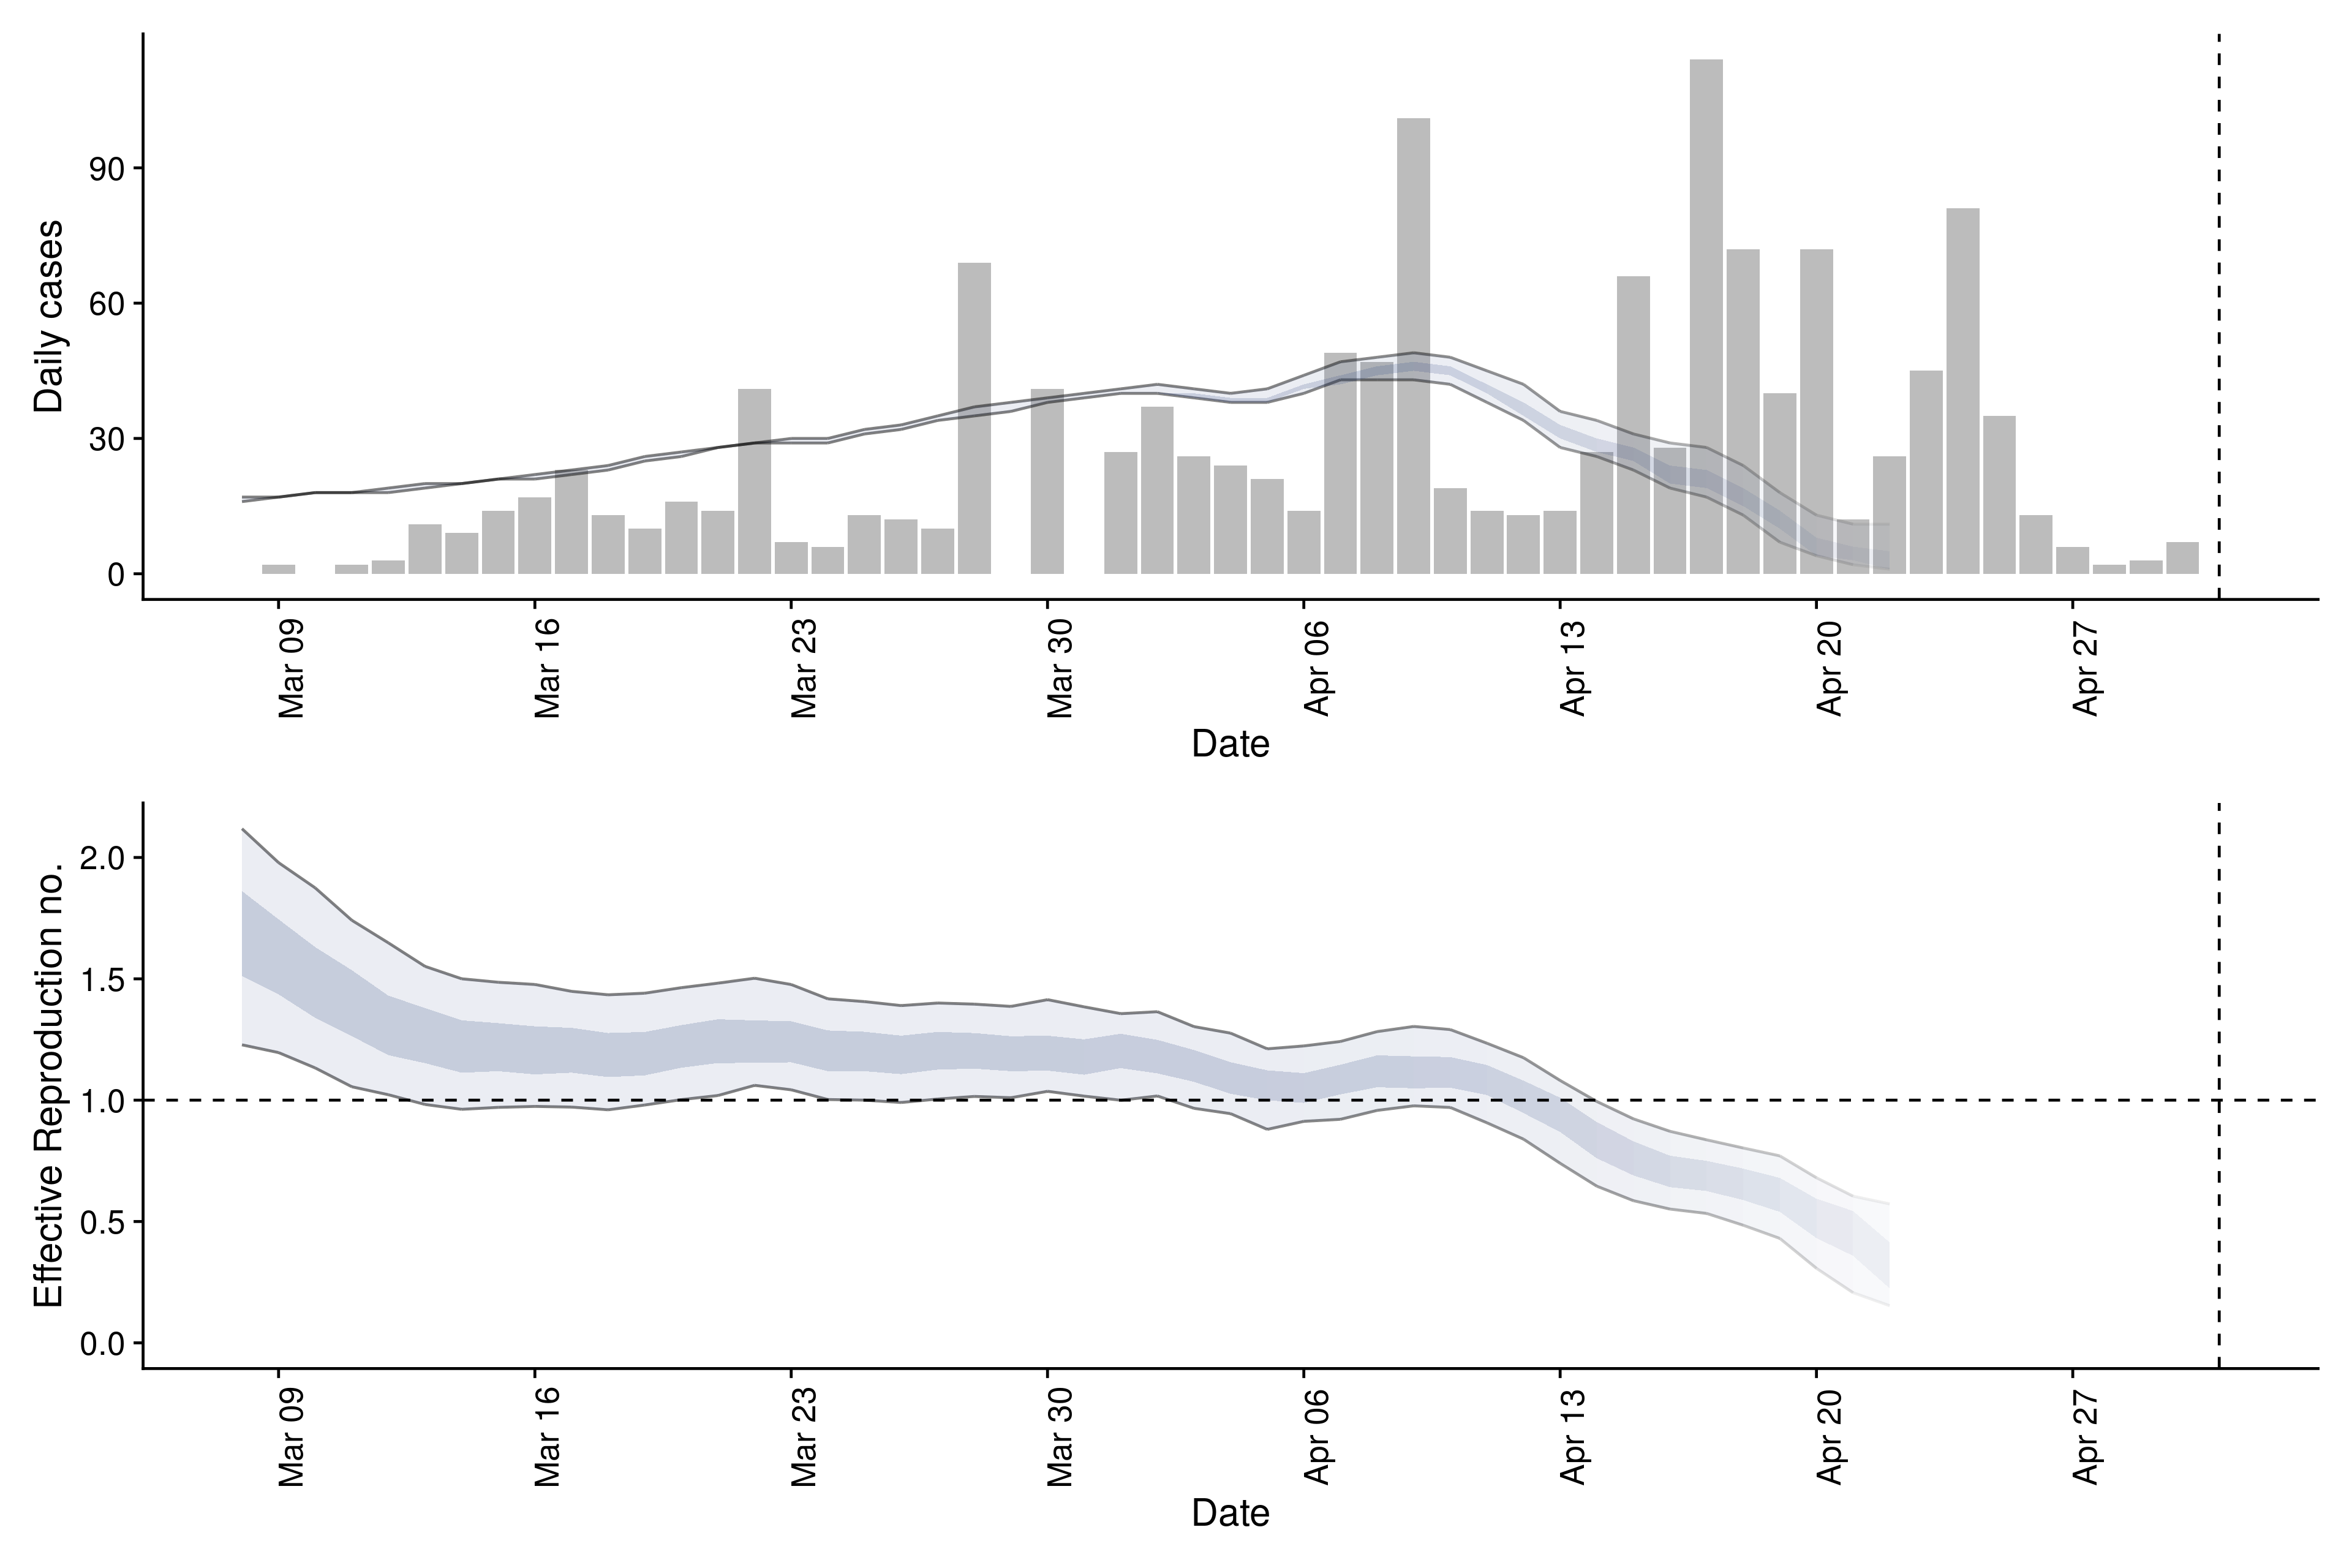 Daily cases
90
60
30
0
Mar 09
Mar 16
Mar 23
Mar 30
Apr 06
Apr 13
Apr 20
Apr 27
Date
Effective Reproduction no.
2.0
1.5
1.0
0.5
0.0
Mar 09
Mar 16
Mar 23
Mar 30
Apr 06
Apr 13
Apr 20
Apr 27
Date